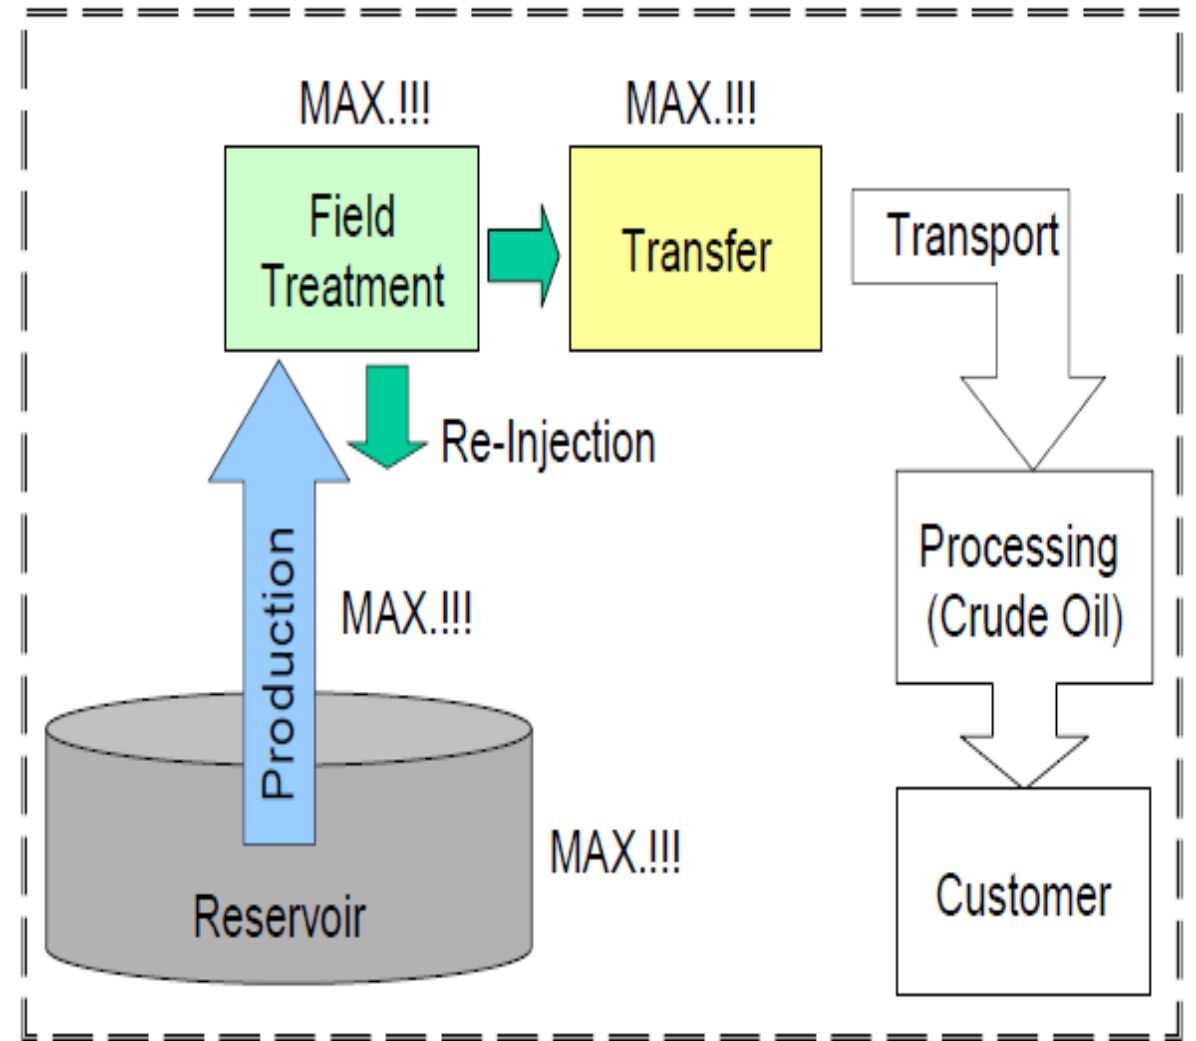 MAX.!!!
MAX.!!!
Field
Treatment
Transfer
Transport
Re-Injection
Production
MAX.!!!
Processing
(Crude Oil)
MAX.!!!
Reservoir
Customer